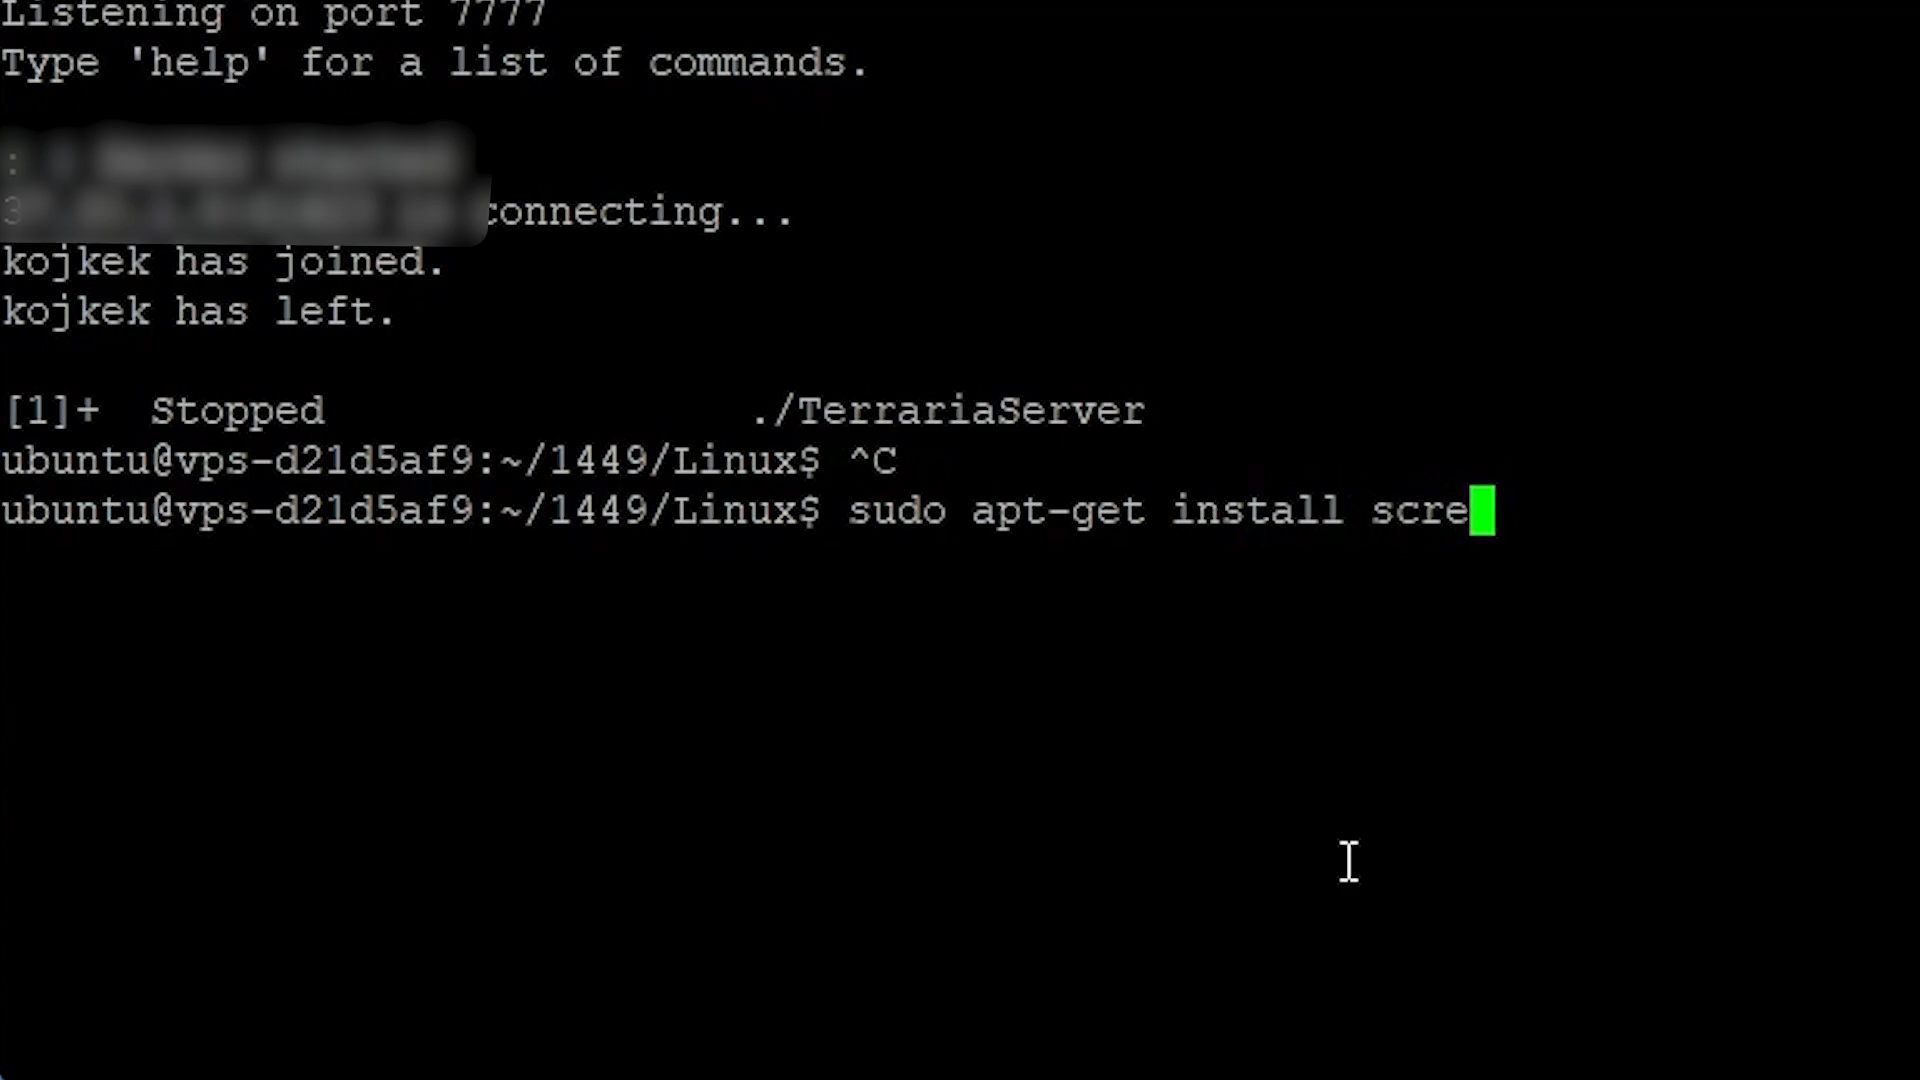 Listening on port 7777
Type 'help' for a list of commands.
:
connecting...
kojkek has joined.
kojkek has left.
[1]+  Stopped                 ./TerrariaServer
ubuntu@vps-d21d5af9:~/1449/Linux$ ^C
ubuntu@vps-d21d5af9:~/1449/Linux$ sudo apt-get install scre